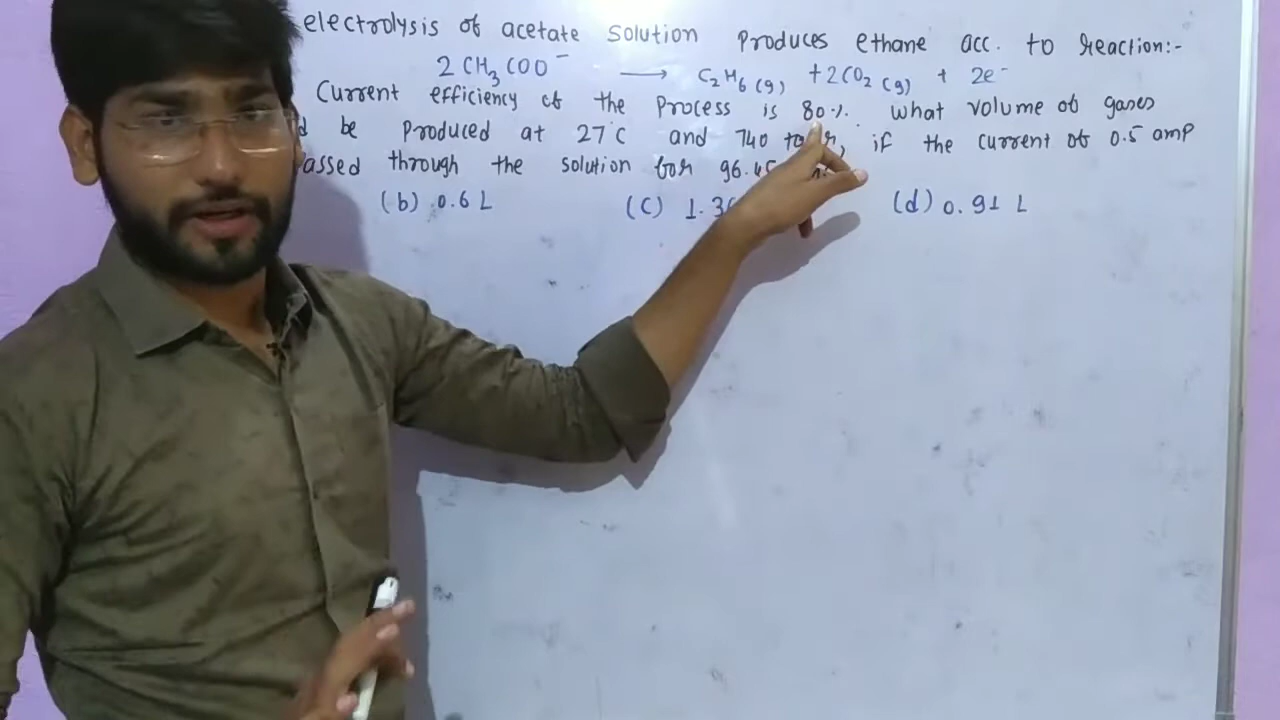 electrolysis of acetate solution produces ethane acc. to reaction:-
2 CH₃COO⁻ ⟶ C₂H₆(g) + 2CO₂(g) + 2e⁻
Current efficiency of the process is 80%. What volume of gases
be produced at 27°C and 740 torr, if the current of 0.5 amp
assed through the solution for 96.45
(b) 0.6 L (c) 1.3 (d) 0.91 L